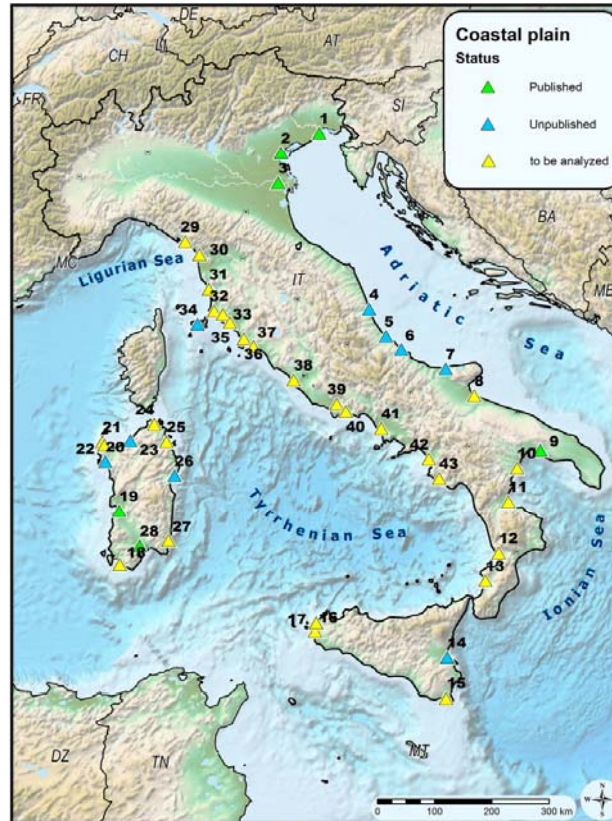 Coastal plain
Status
Published
Unpublished
to be analyzed
DE
AT
CH
LI
FR
SI
1
2
3
BA
29
MC
30
Ligurian Sea
IT
Adriatic Sea
ME
31
32
34
33
4
35
37
5
36
6
7
38
8
24
39
21
25
40
41
9
22
20
23
42
10
26
43
11
19
Tyrrhenian Sea
28
27
12
18
13
Ionian Sea
17
16
14
15
DZ
TN
MT
0 100 200 300 km
N
W E
S